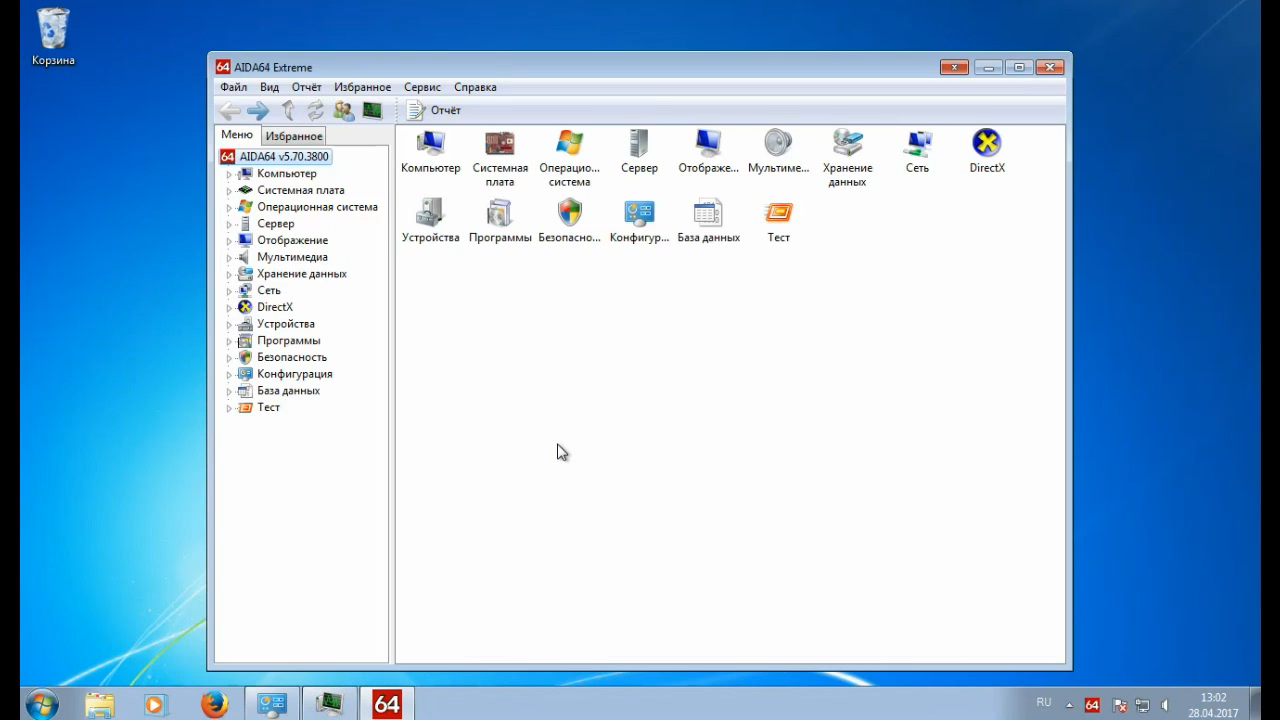 Корзина
64 AIDA64 Extreme
Файл Вид Отчёт Избранное Сервис Справка
Отчёт
Меню Избранное
64 AIDA64 v5.70.3800
Компьютер
Системная плата
Операционная система
Сервер
Отображение
Мультимедиа
Хранение данных
Сеть
DirectX
Устройства
Программы
Безопасность
Конфигурация
База данных
Тест
Компьютер Системная плата Операцио... система Сервер Отображе... Мультиме... Хранение данных Сеть DirectX
Устройства Программы Безопасно... Конфигур... База данных Тест
64
RU 64 13:02
28.04.2017